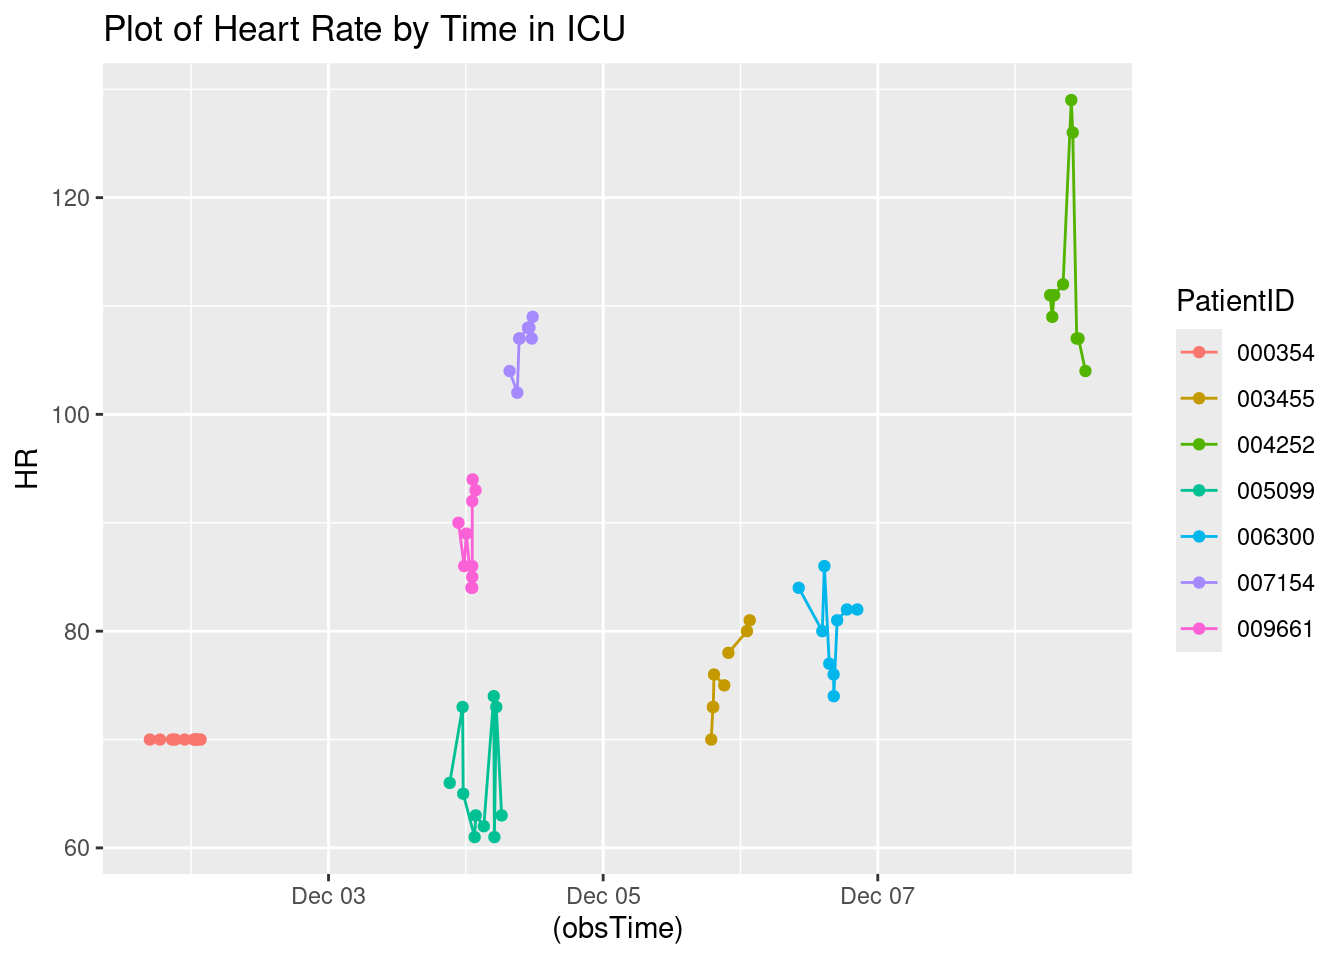 Plot of Heart Rate by Time in ICU
120
100
80
60
HR
Dec 03
Dec 05
Dec 07
(obsTime)
PatientID
000354
003455
004252
005099
006300
007154
009661